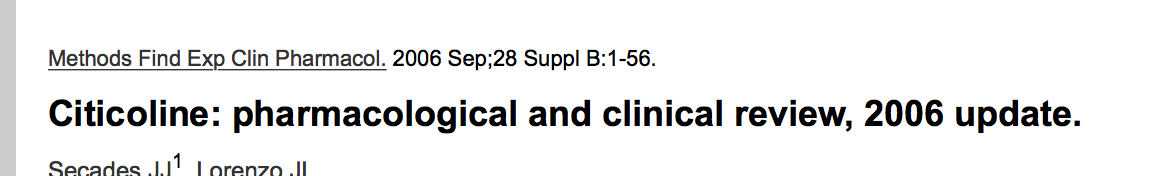 Methods Find Exp Clin Pharmacol. 2006 Sep;28 Suppl B:1-56.
Citicoline: pharmacological and clinical review, 2006 update.
Secades JJ1, Lorenzo JL